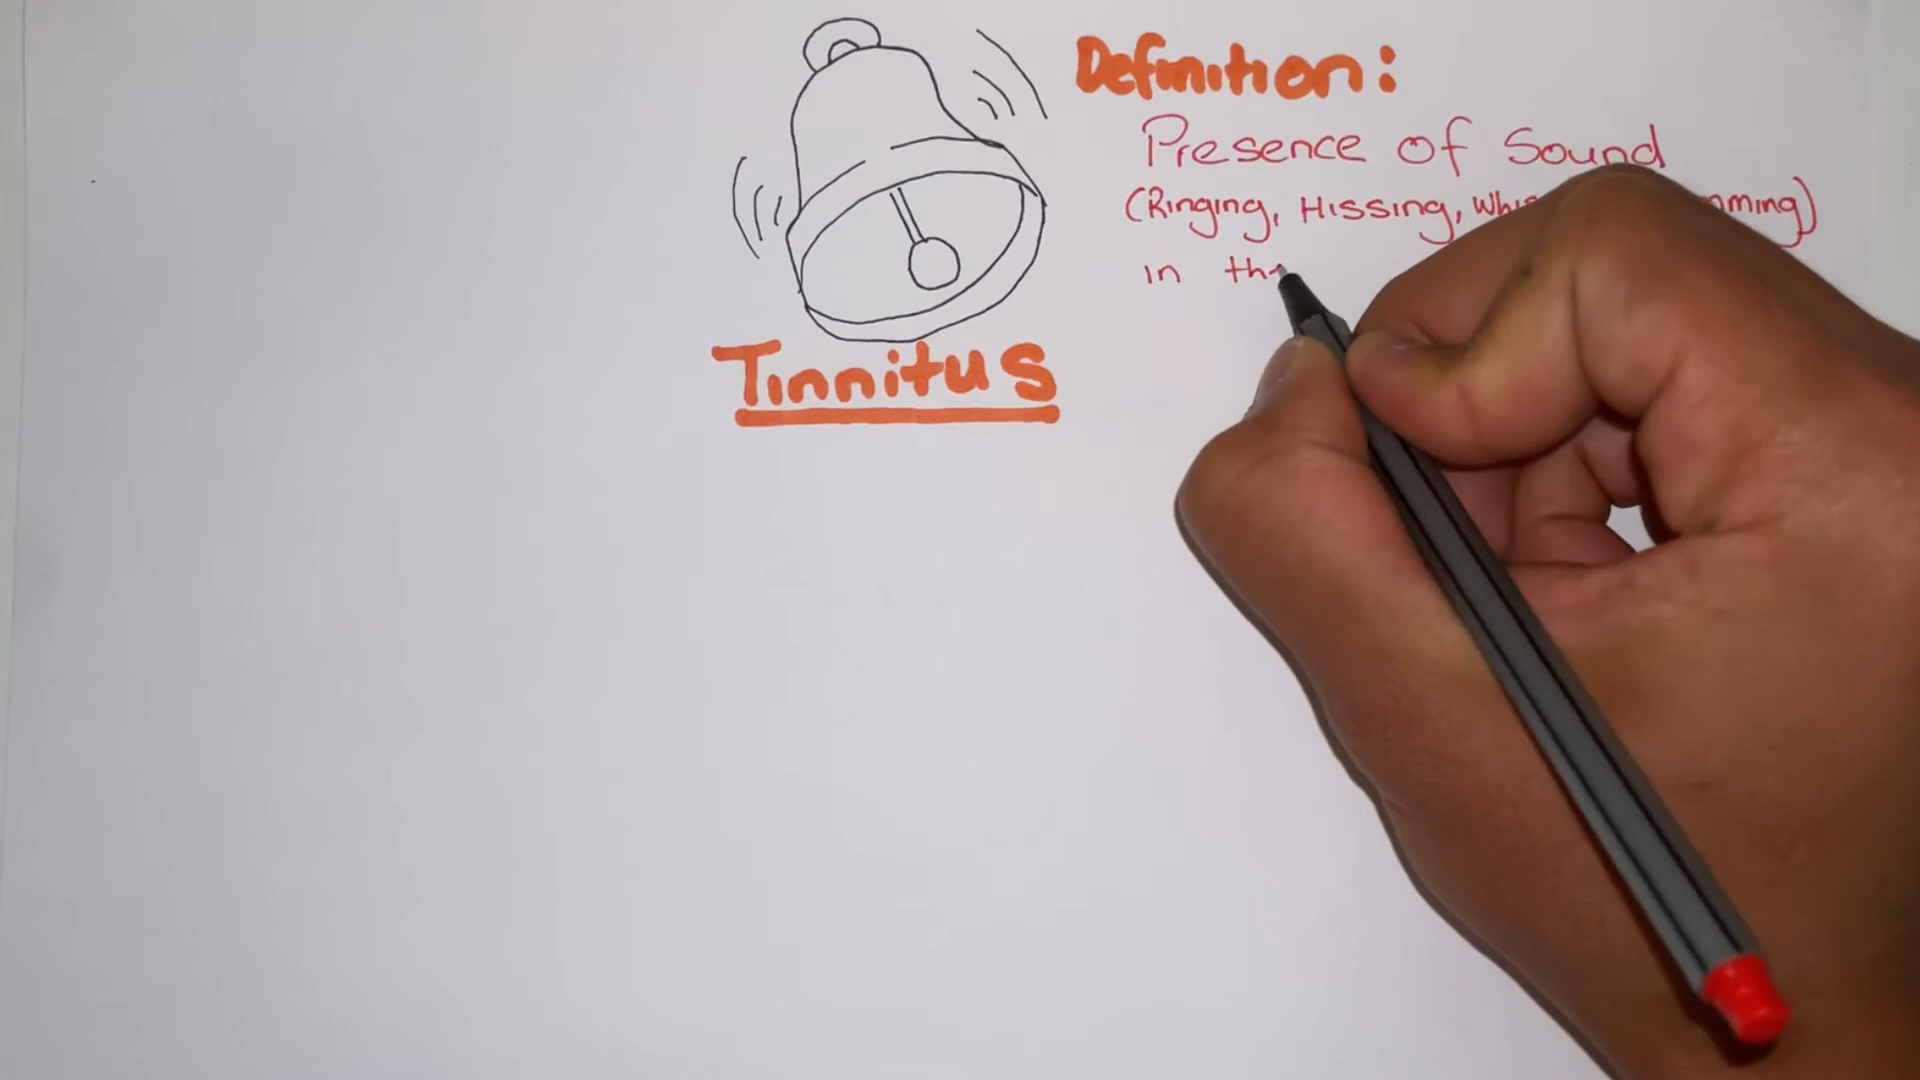 Definition:
Presence of Sound
(Ringing, Hissing,
in
Tinnitus